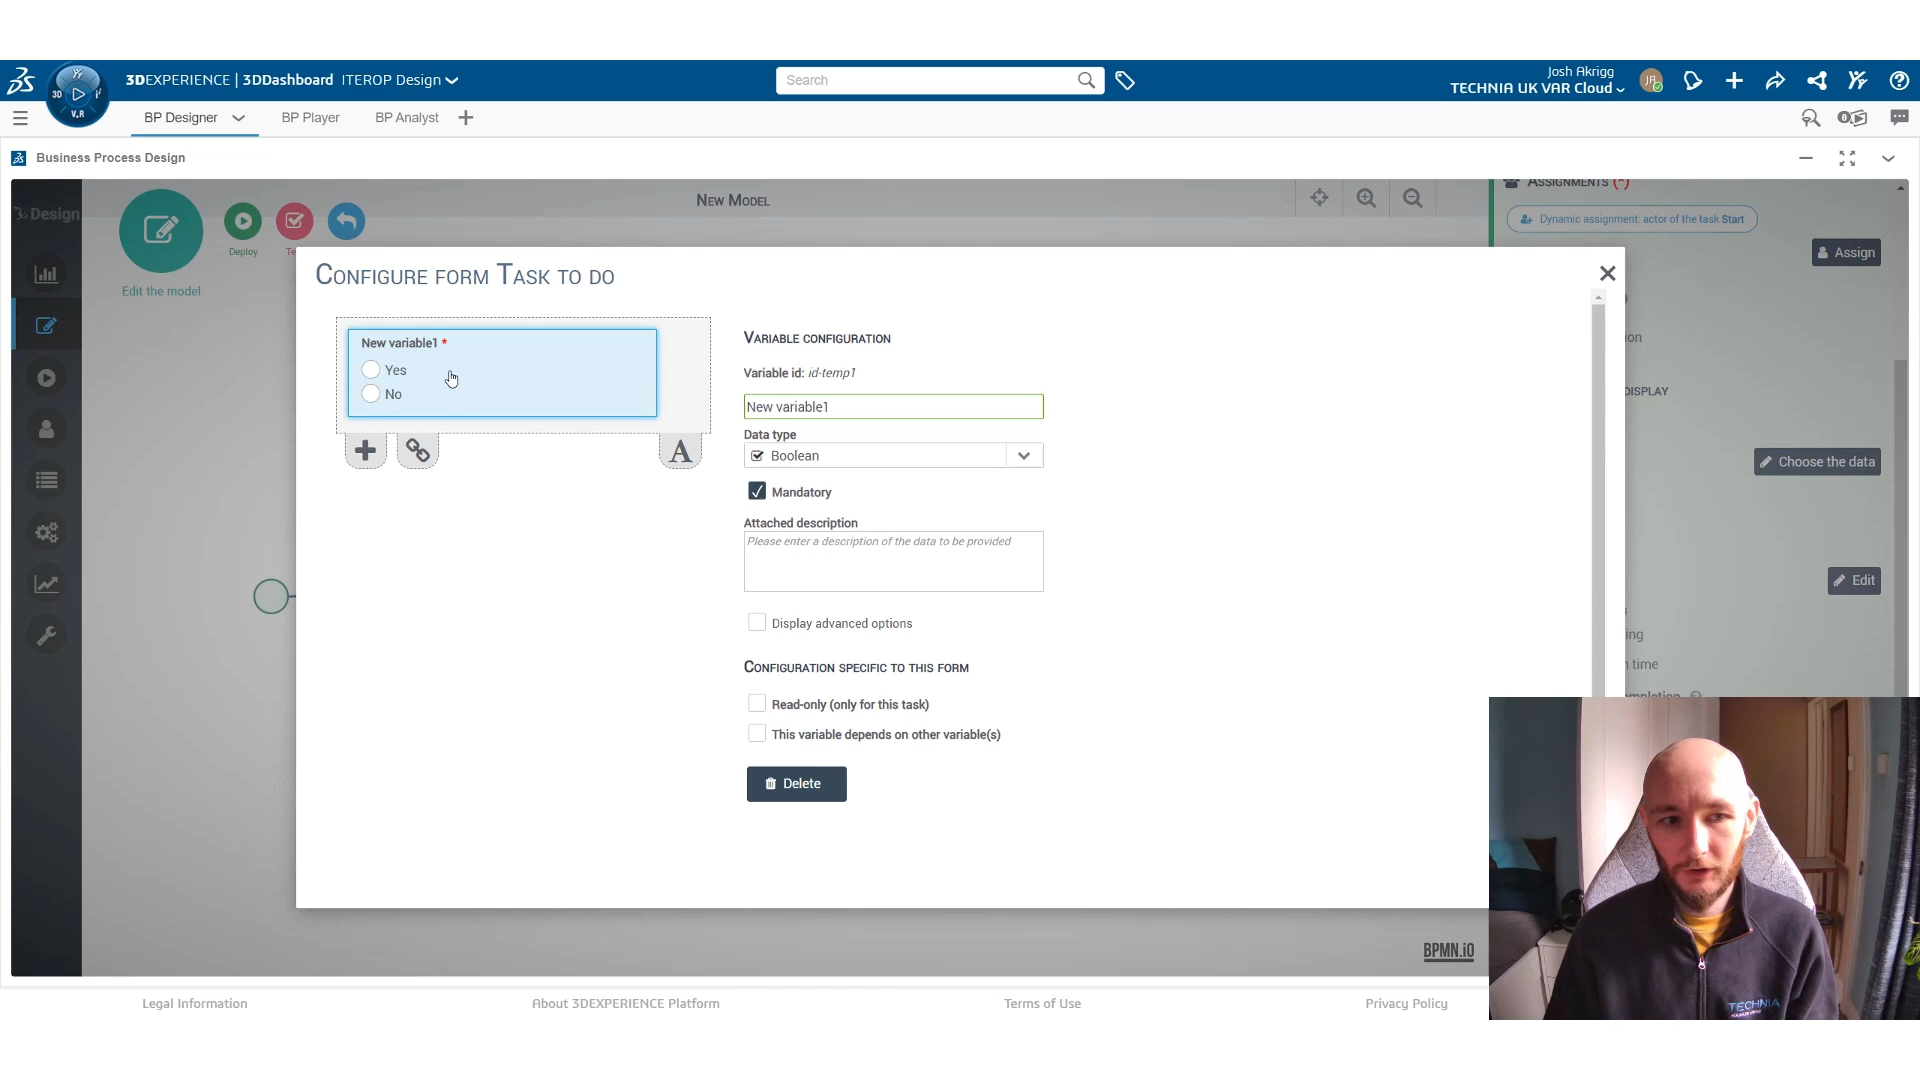 3DEXPERIENCE | 3DDashboard ITEROP Design
Search
Josh Akrigg
TECHNIA UK VAR Cloud
JA
3D
V.R
BP Designer
BP Player
BP Analyst
Business Process Design
Design
NEW MODEL
ASSIGNMENTS (*)
Dynamic assignment: actor of the task Start
Deploy
Te
Assign
Edit the model
CONFIGURE FORM TASK TO DO
New variable1 *
Yes
No
A
VARIABLE CONFIGURATION
Variable id: id-temp1
New variable1
Data type
Boolean
Mandatory
Attached description
Please enter a description of the data to be provided
Display advanced options
CONFIGURATION SPECIFIC TO THIS FORM
Read-only (only for this task)
This variable depends on other variable(s)
Delete
ion
DISPLAY
Choose the data
Edit
ing
n time
BPMN.iO
Legal Information
About 3DEXPERIENCE Platform
Terms of Use
Privacy Policy
TECHNIA